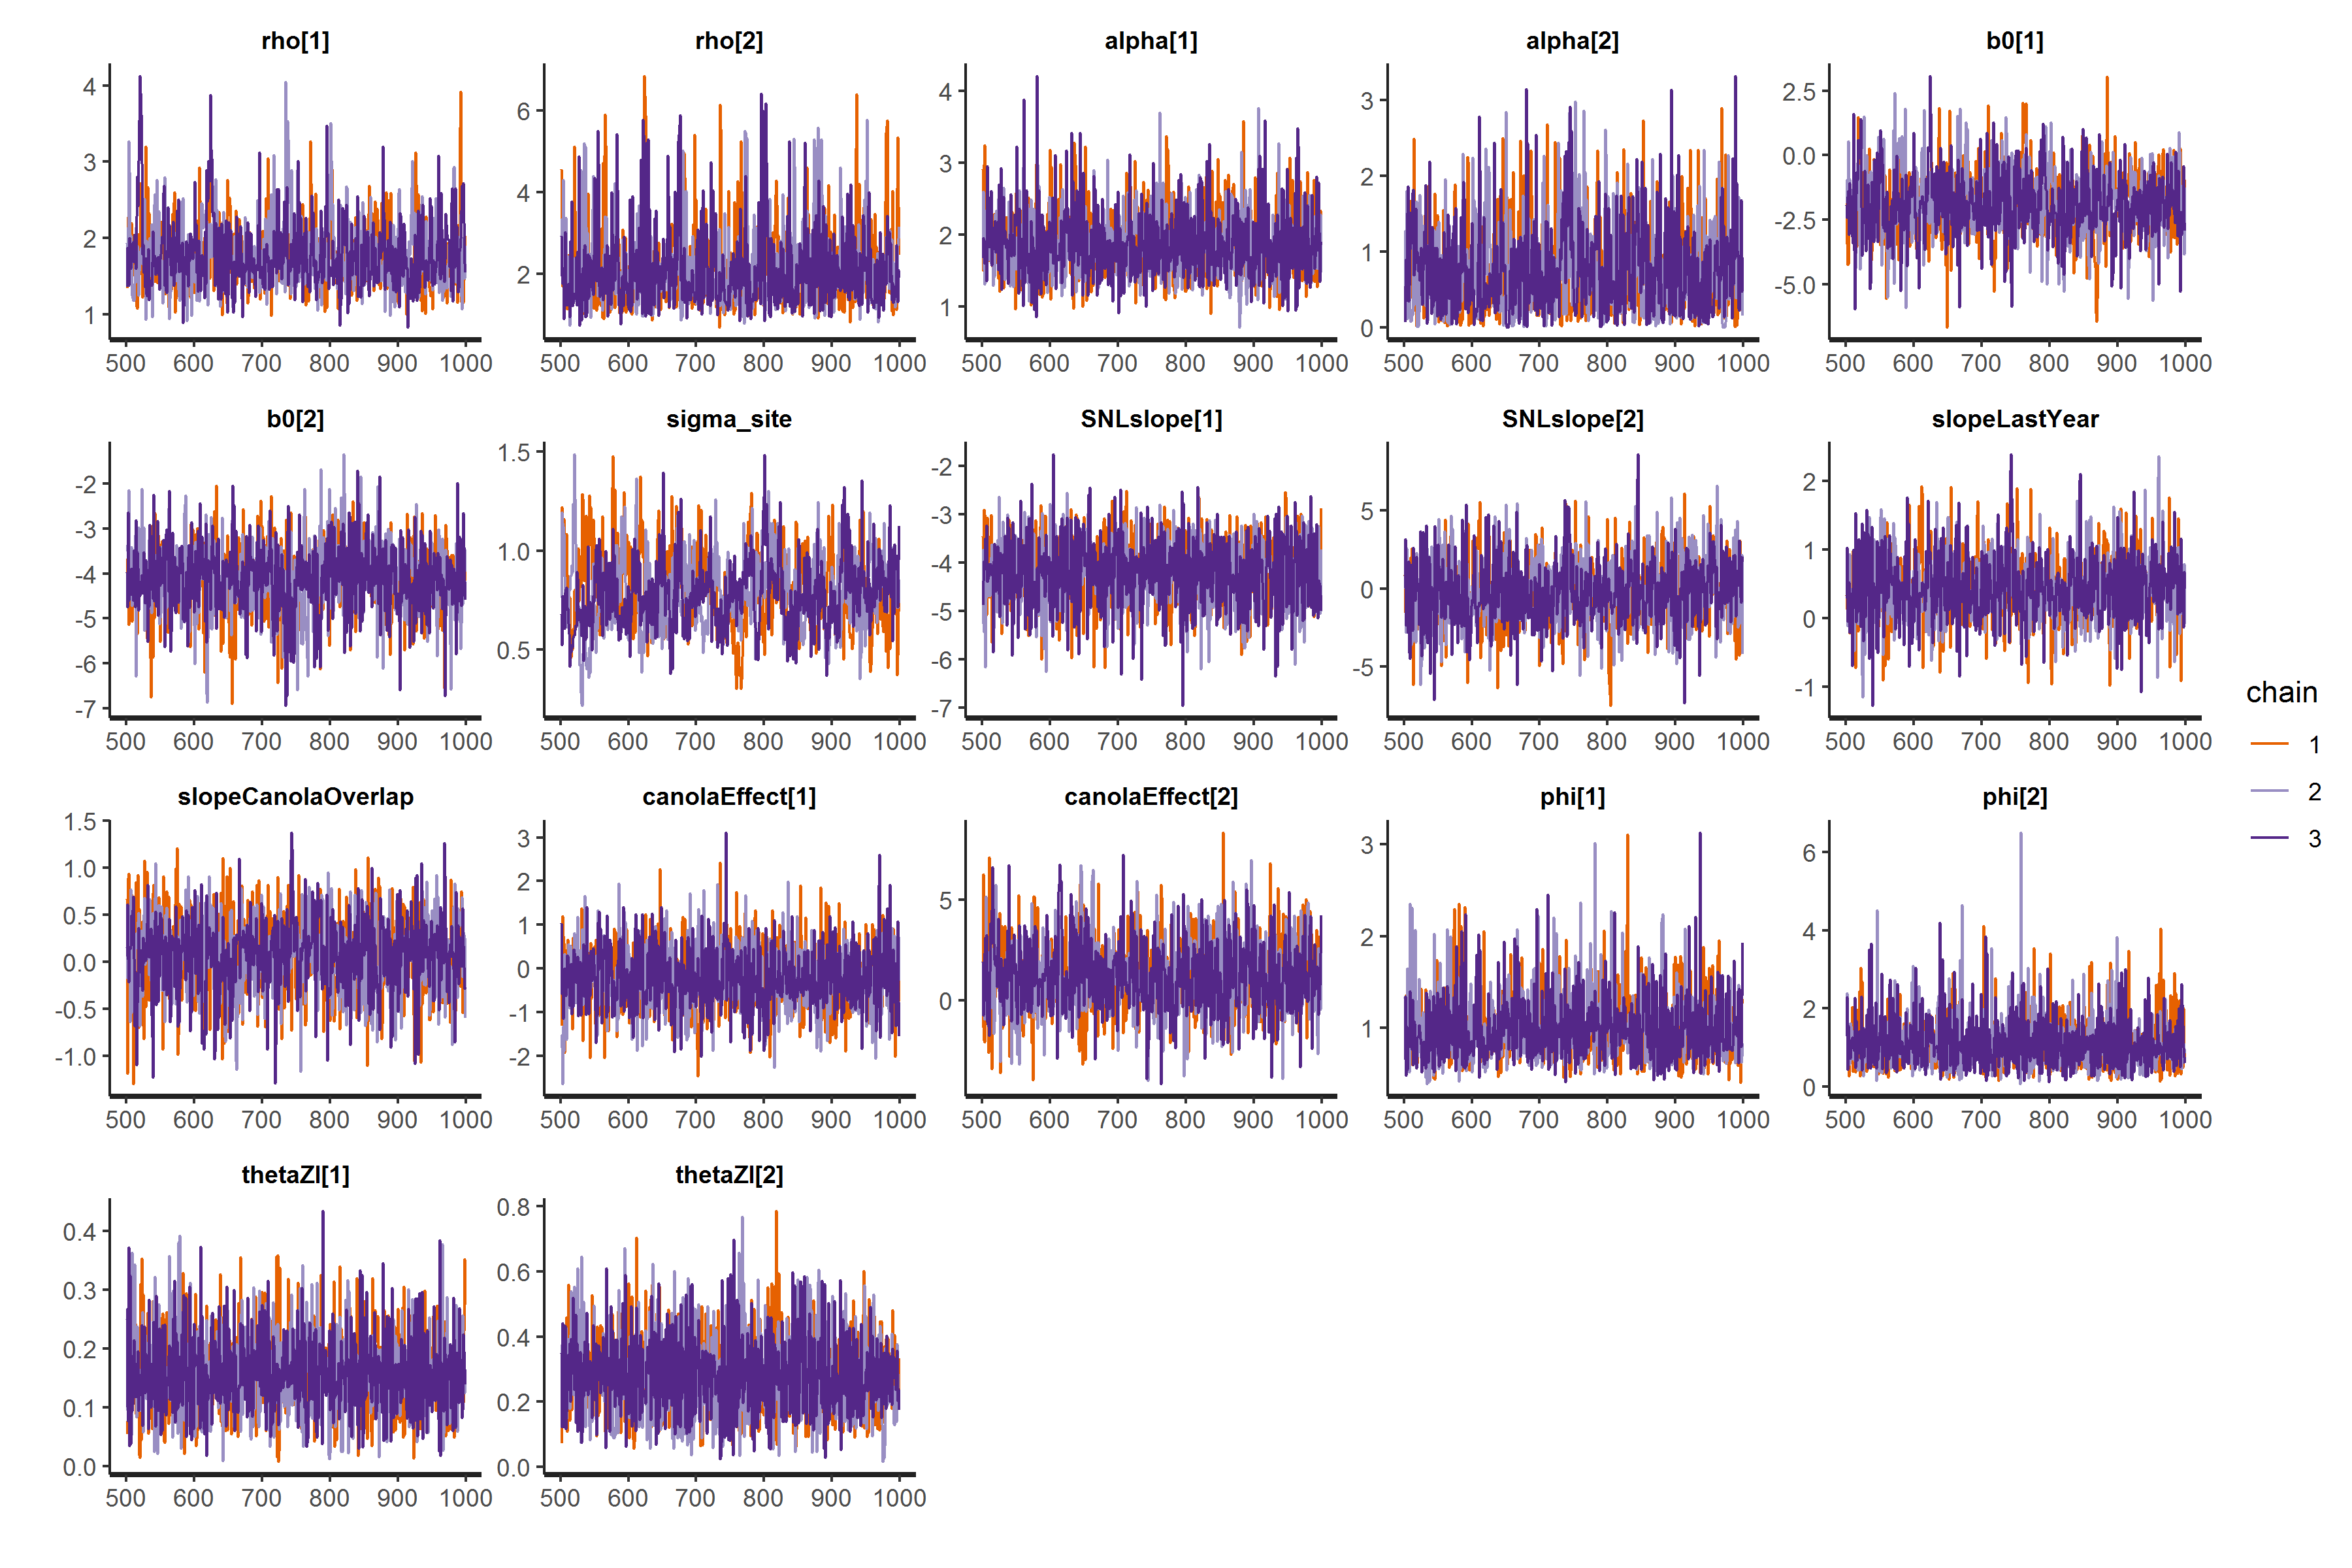 rho[1] rho[2] alpha[1] alpha[2] b0[1]
4 3 2 1
6 4 2
4 3 2 1
3 2 1 0
2.5 0.0 -2.5 -5.0
500 600 700 800 900 1000 500 600 700 800 900 1000 500 600 700 800 900 1000 500 600 700 800 900 1000 500 600 700 800 900 1000
b0[2] sigma_site SNLslope[1] SNLslope[2] slopeLastYear
-2 -3 -4 -5 -6 -7
1.5 1.0 0.5
-2 -3 -4 -5 -6 -7
5 0 -5
2 1 0 -1
500 600 700 800 900 1000 500 600 700 800 900 1000 500 600 700 800 900 1000 500 600 700 800 900 1000 500 600 700 800 900 1000
slopeCanolaOverlap canolaEffect[1] canolaEffect[2] phi[1] phi[2]
1.5 1.0 0.5 0.0 -0.5 -1.0
3 2 1 0 -1 -2
5 0
3 2 1
6 4 2 0
500 600 700 800 900 1000 500 600 700 800 900 1000 500 600 700 800 900 1000 500 600 700 800 900 1000 500 600 700 800 900 1000
thetaZI[1] thetaZI[2]
0.4 0.3 0.2 0.1 0.0
0.8 0.6 0.4 0.2 0.0
500 600 700 800 900 1000 500 600 700 800 900 1000
chain
1
2
3